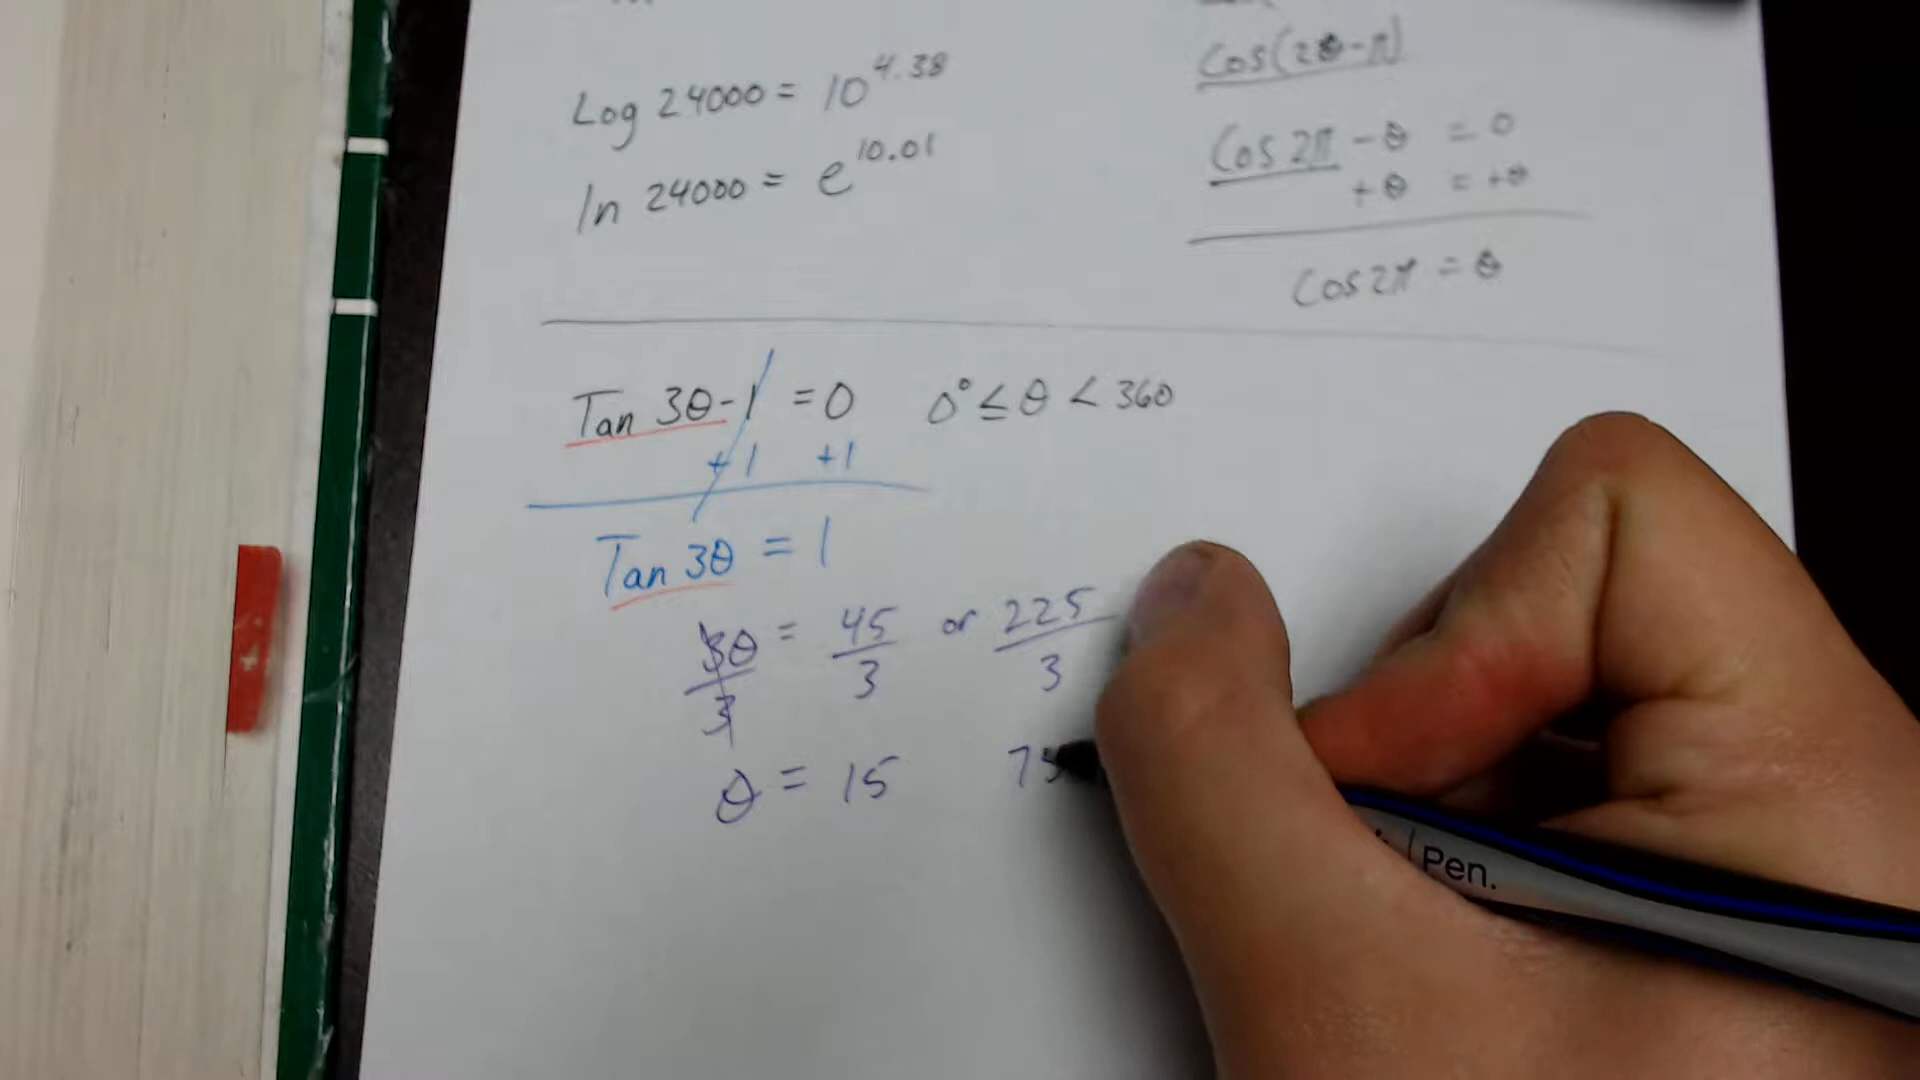 Log 24000 = 10^4.38
ln 24000 = e^10.01
Cos(2θ-π)
Cos 2π - θ = 0
+ θ = +θ
Cos 2π = θ
Tan 3θ - 1 = 0 0° ≤ θ < 360
+ 1 +1
Tan 3θ = 1
3θ/3 = 45/3 or 225/3
θ = 15 75
Pen.